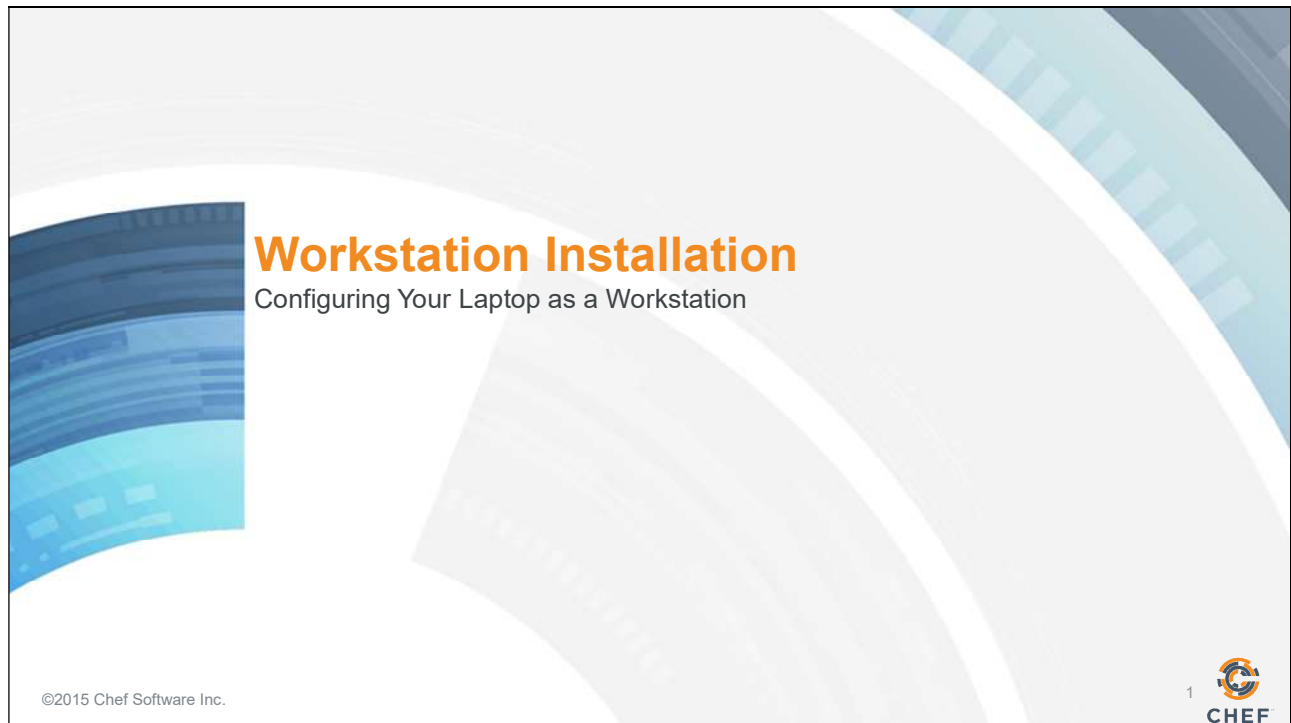 Workstation Installation
Configuring Your Laptop as a Workstation
©2015 Chef Software Inc.
1
CHEF